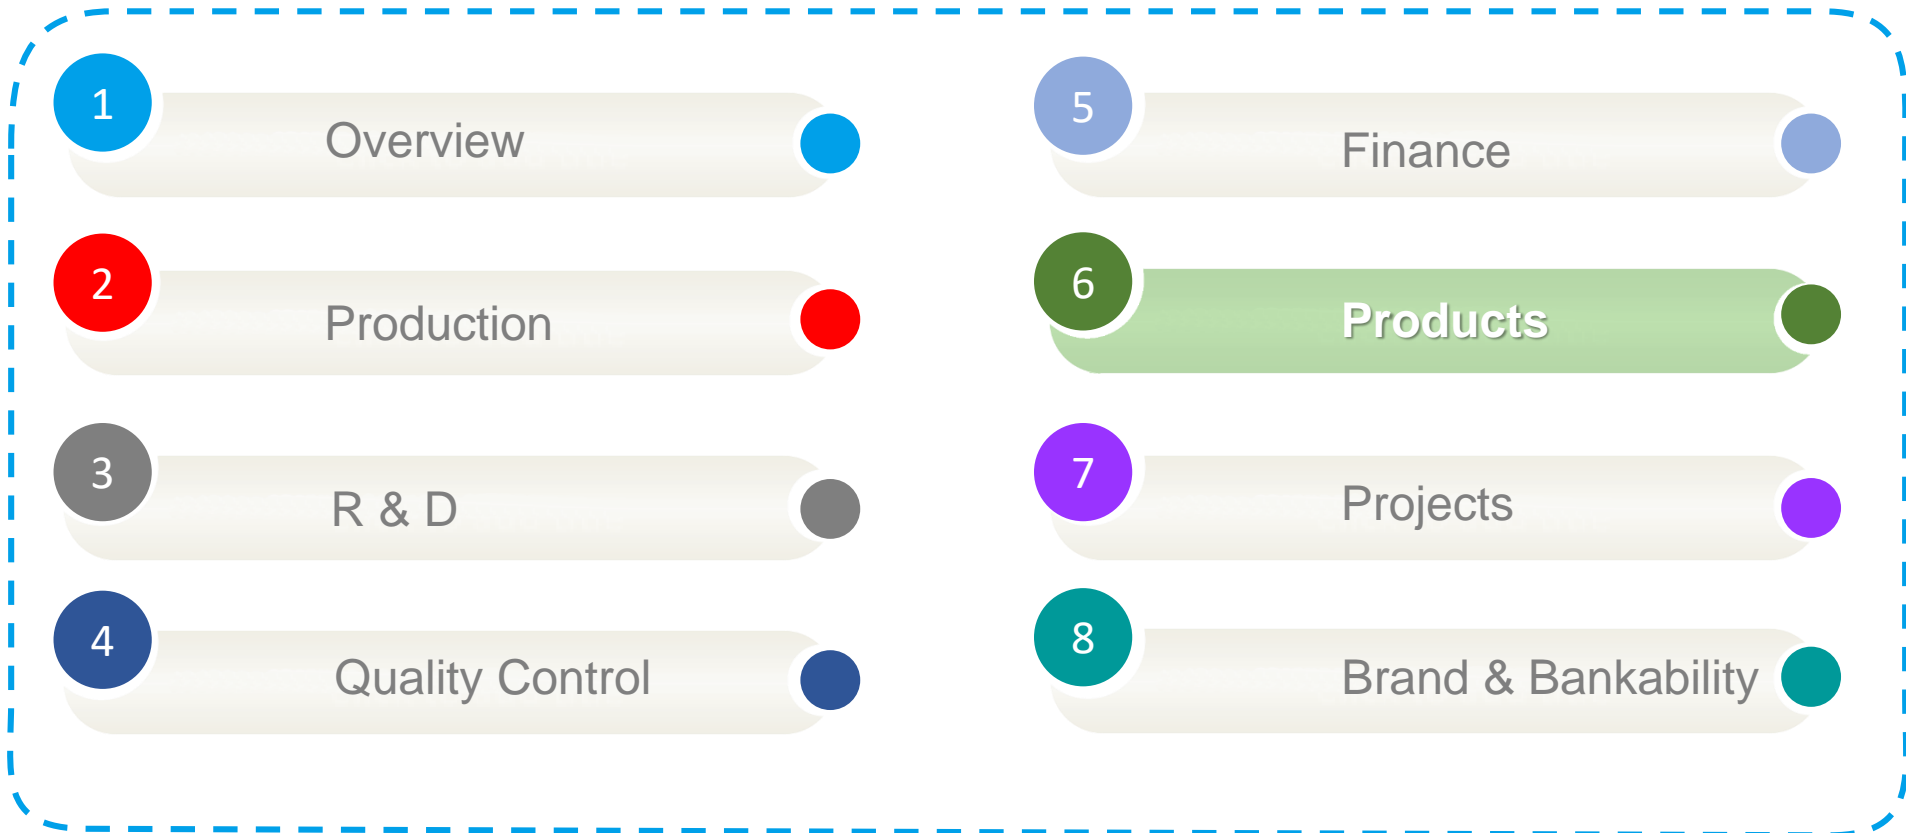 1
Overview
2
Production
3
R & D
4
Quality Control
5
Finance
6
Products
7
Projects
8
Brand & Bankability